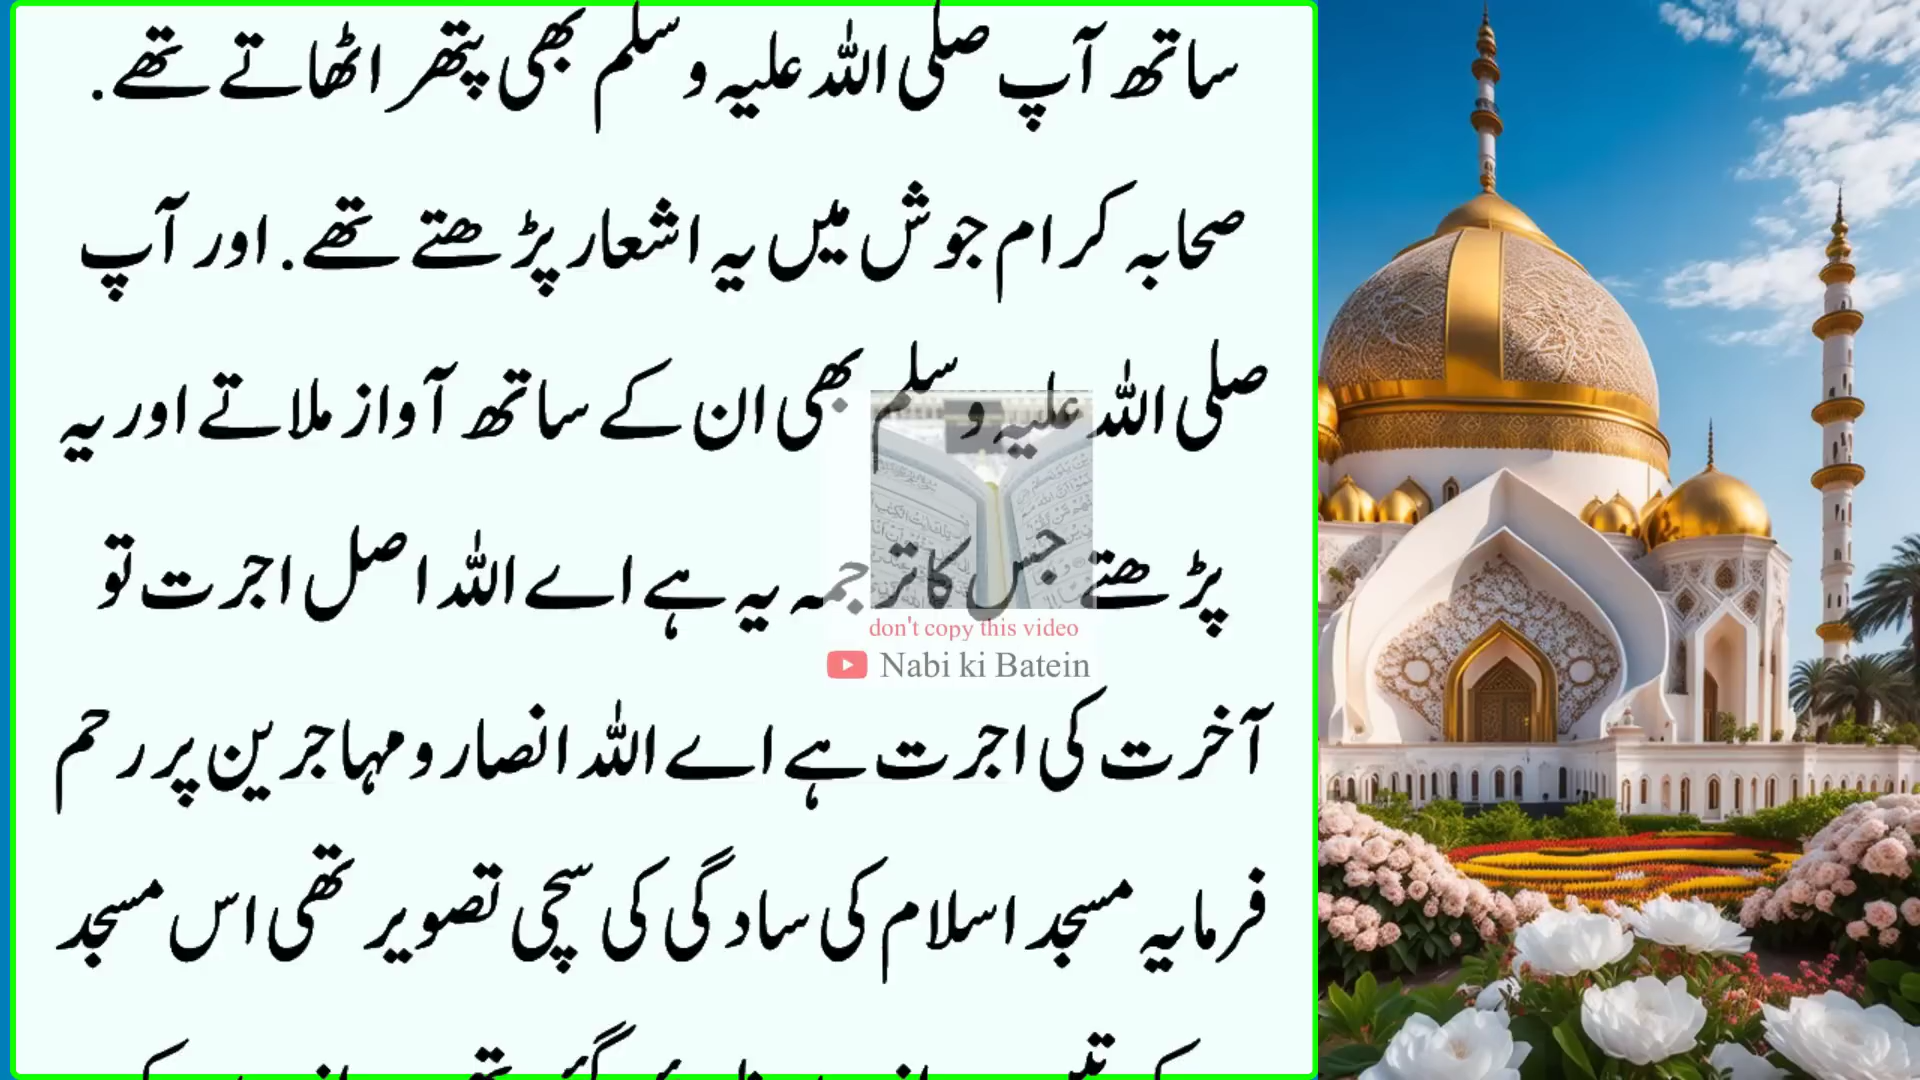 ساتھ آپ صلی اللہ علیہ وسلم بھی پتھر اٹھاتے تھے.
صحابہ کرام جوش میں یہ اشعار پڑھتے تھے. اور آپ
صلی اللہ علیہ وسلم بھی ان کے ساتھ آواز ملاتے اور یہ
پڑھتے جس کا ترجمہ یہ ہے اے اللہ اصل اجرت تو
don't copy this video
Nabi ki Batein
آخرت کی اجرت ہے اے اللہ انصار و مہاجرین پر رحم
فرما یہ مسجد اسلام کی سادگی کی سچی تصویر تھی اس مسجد